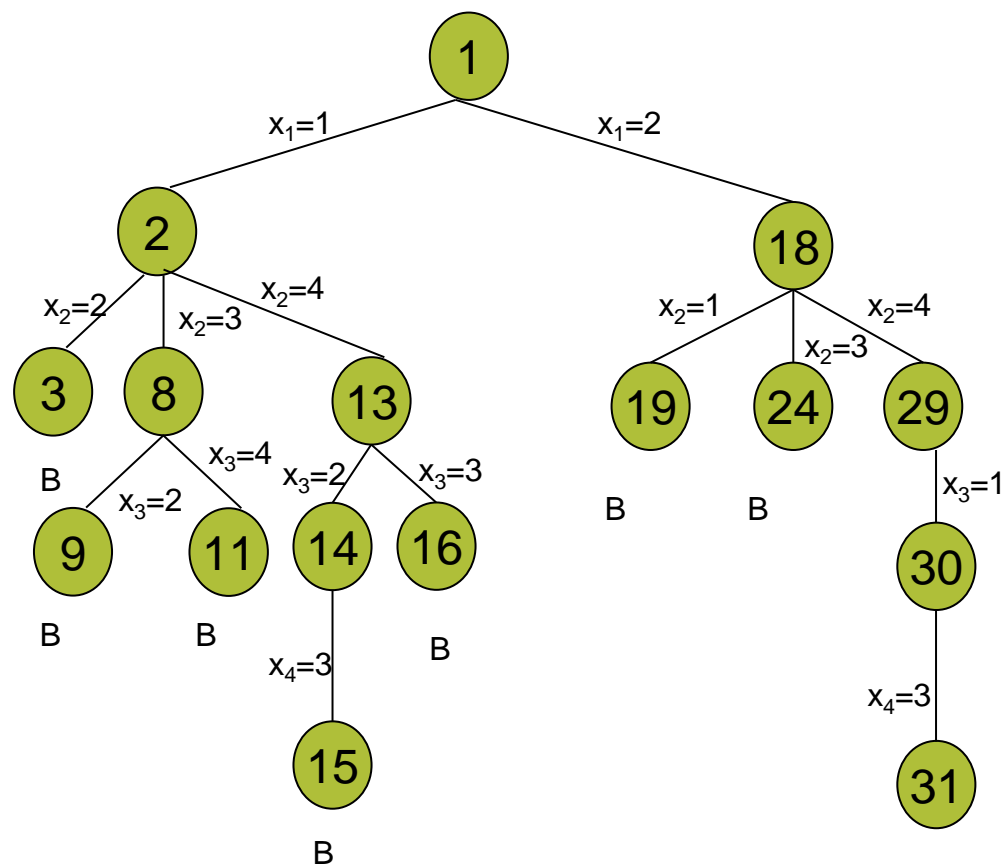 1
x₁=1
x₁=2
2
18
x₂=2
x₂=3
x₂=4
x₂=1
x₂=3
x₂=4
3
8
13
19
24
29
B
x₃=2
x₃=4
x₃=2
x₃=3
B
B
x₃=1
9
11
14
16
30
B
B
B
x₄=3
x₄=3
15
31
B